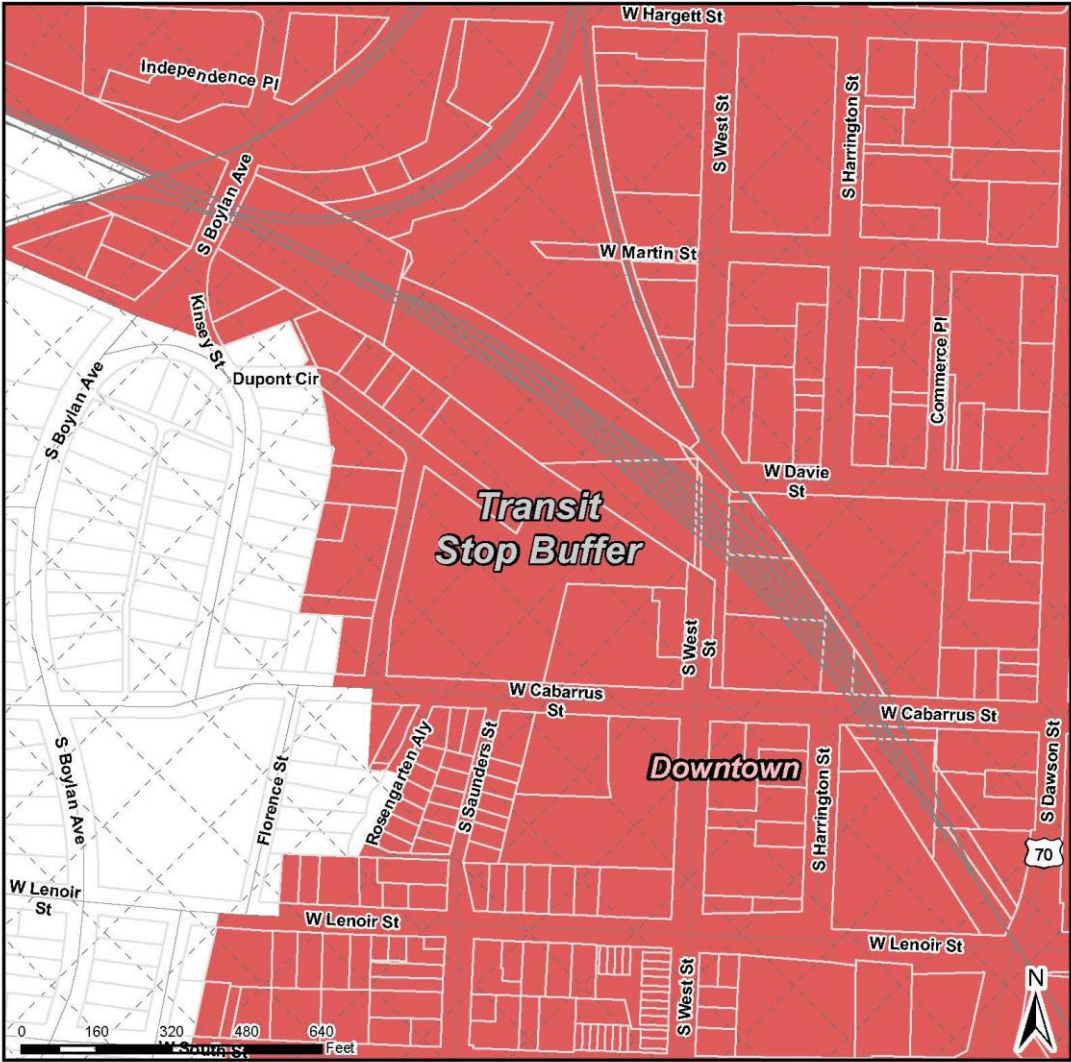 W Hargett St
Independence Pl
S West St
S Harrington St
S Boylan Ave
W Martin St
Kinsey St
Commerce Pl
S Boylan Ave
Dupont Cir
W Davie
St
Transit
Stop Buffer
S West
St
W Cabarrus
St
W Cabarrus St
S Boylan Ave
Florence St
Rosengarten Aly
S Saunders St
Downtown
S Harrington St
S Dawson St
70
W Lenoir
St
W Lenoir St
W Lenoir St
S West St
N
0 160 320 480 640
Feet
W South St